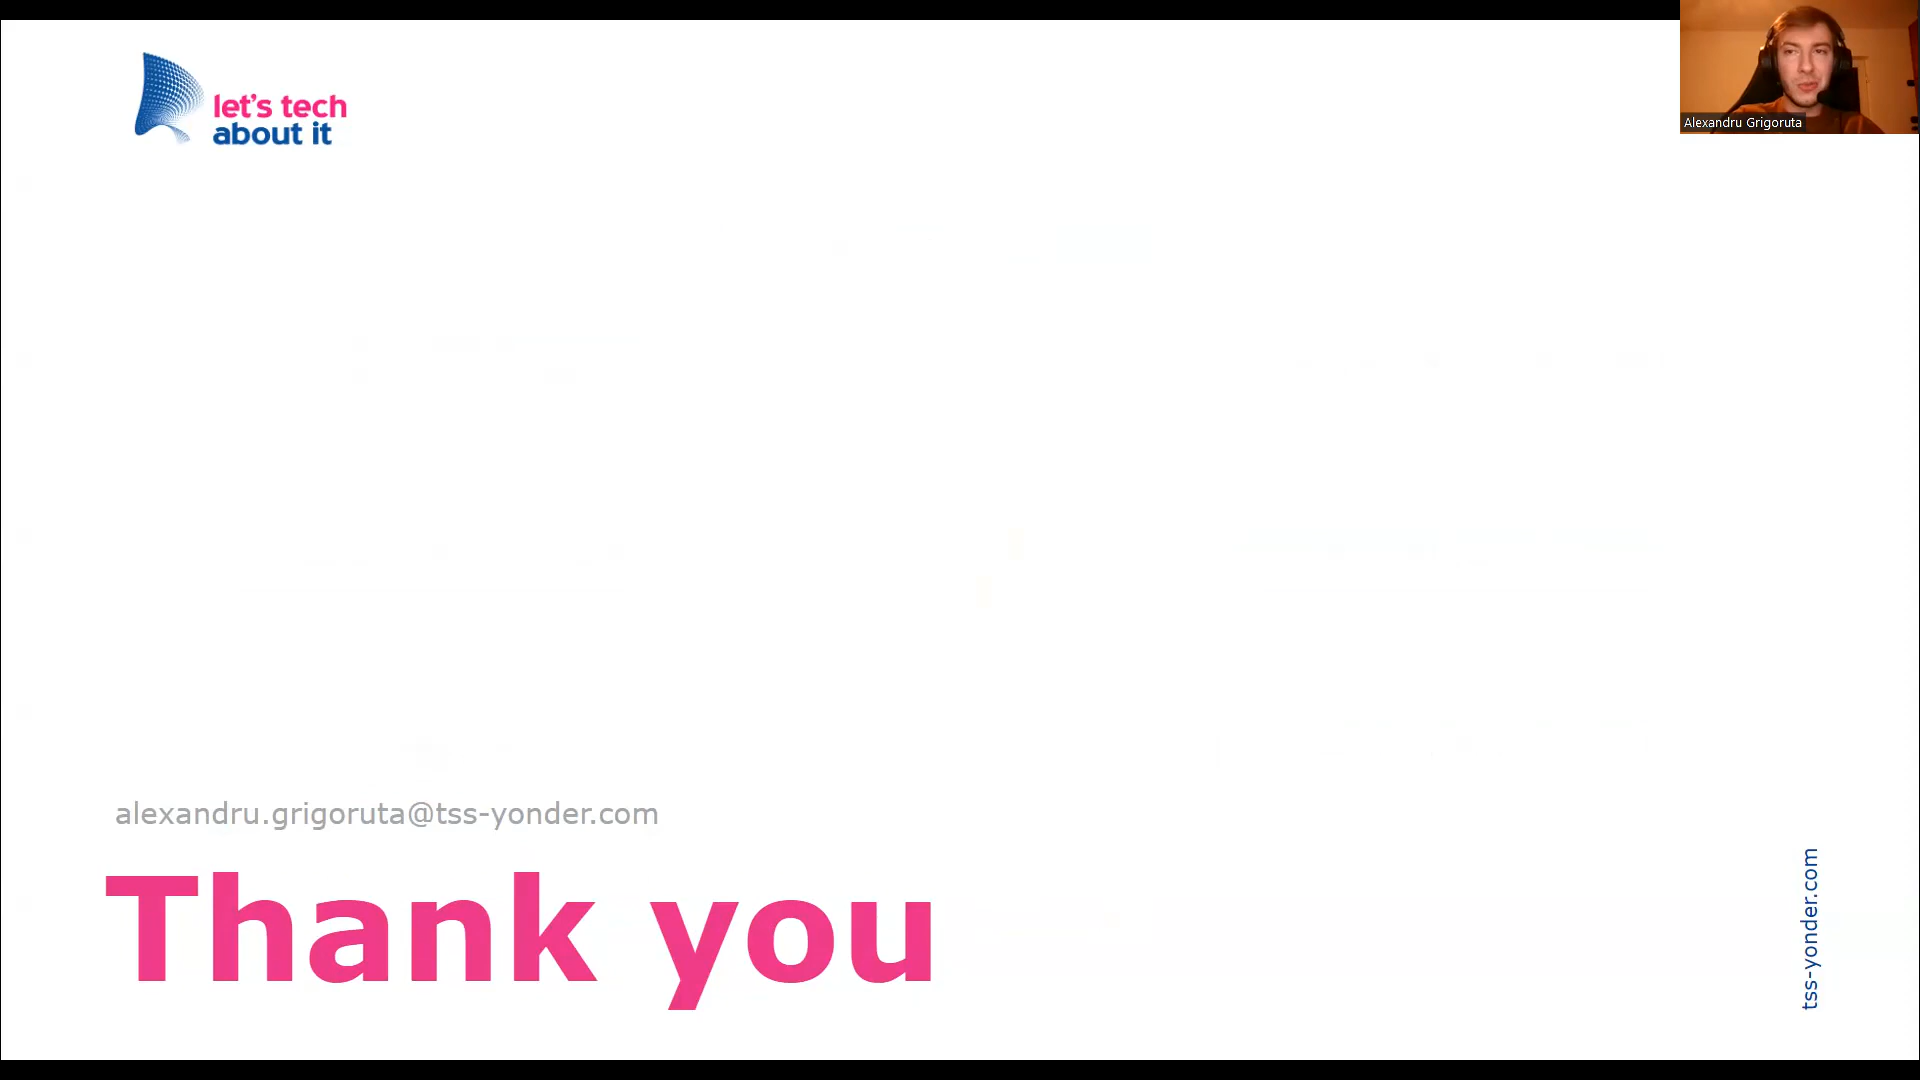 let's tech
about it
Alexandru Grigoruta
alexandru.grigoruta@tss-yonder.com
Thank you
tss-yonder.com